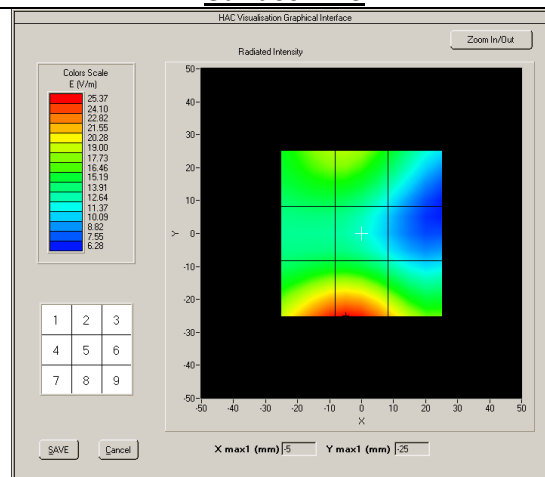 HAC Visualisation Graphical Interface
Zoom In/Out
Radiated Intensity
Colors Scale
E (V/m)
25.37
24.10
22.82
21.55
20.28
19.00
17.73
16.46
15.19
13.91
12.64
11.37
10.09
8.82
7.55
6.28
50
40
30
20
10
Y 0
-10
-20
-30
-40
-50
-50 -40 -30 -20 -10 0 10 20 30 40 50
X
1 2 3
4 5 6
7 8 9
SAVE Cancel X max1 (mm) -5 Y max1 (mm) -25